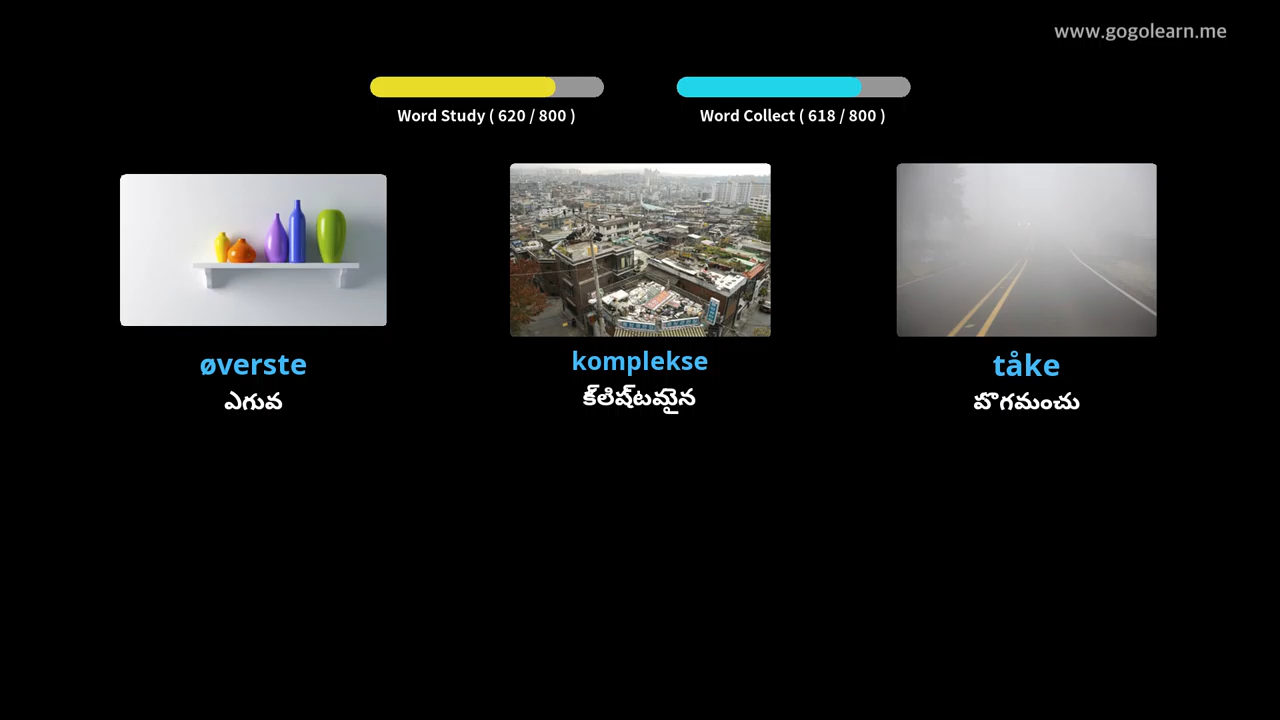 www.gogolearn.me
Word Study ( 620 / 800 )
Word Collect ( 618 / 800 )
øverste
ఎగువ
komplekse
క్లిష్టమైన
tåke
పొగమంచు